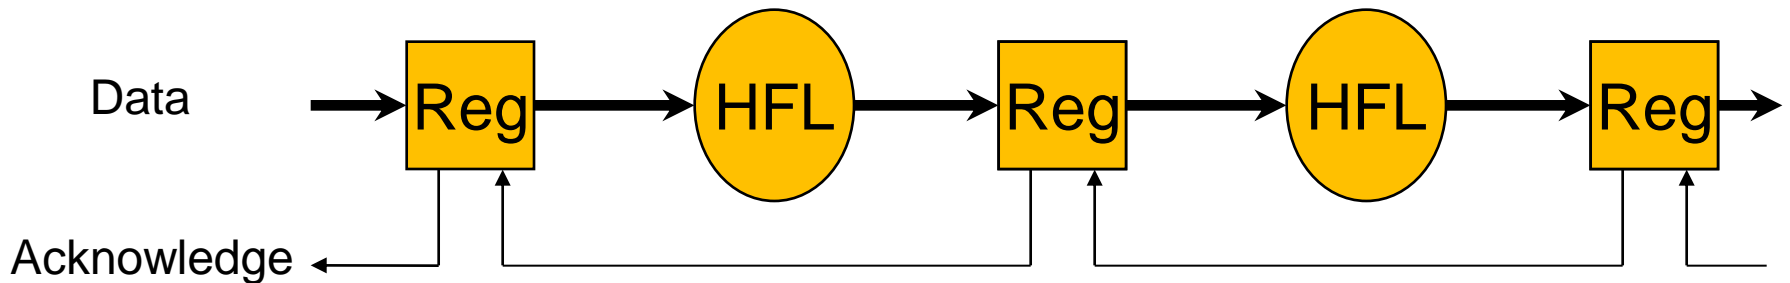 Data
Reg
HFL
Reg
HFL
Reg
Acknowledge